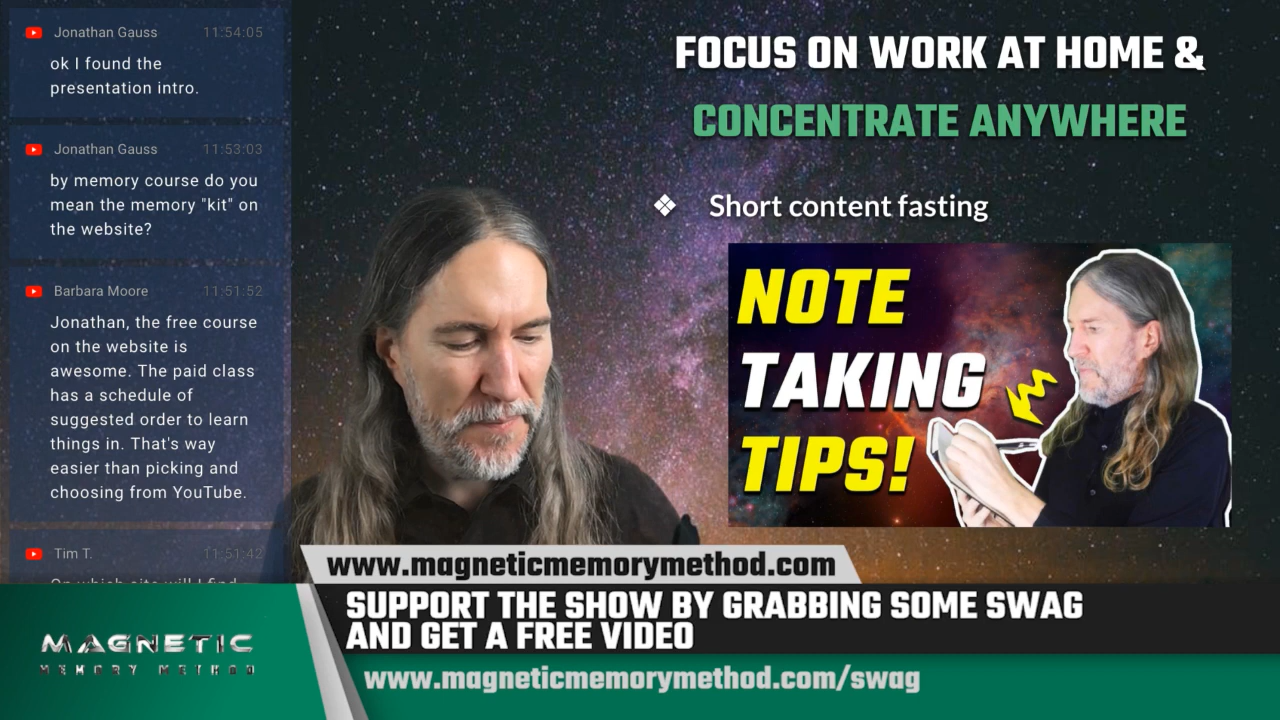 Jonathan Gauss 11:54:05
ok I found the
presentation intro.
Jonathan Gauss 11:53:03
by memory course do you
mean the memory "kit" on
the website?
Barbara Moore 11:51:52
Jonathan, the free course
on the website is
awesome. The paid class
has a schedule of
suggested order to learn
things in. That's way
easier than picking and
choosing from YouTube.
Tim T. 11:51:42
On which site will I find
FOCUS ON WORK AT HOME &
CONCENTRATE ANYWHERE
❖ Short content fasting
NOTE
TAKING
TIPS!
www.magneticmemorymethod.com
SUPPORT THE SHOW BY GRABBING SOME SWAG
AND GET A FREE VIDEO
www.magneticmemorymethod.com/swag
MAGNETIC
MEMORY METHOD